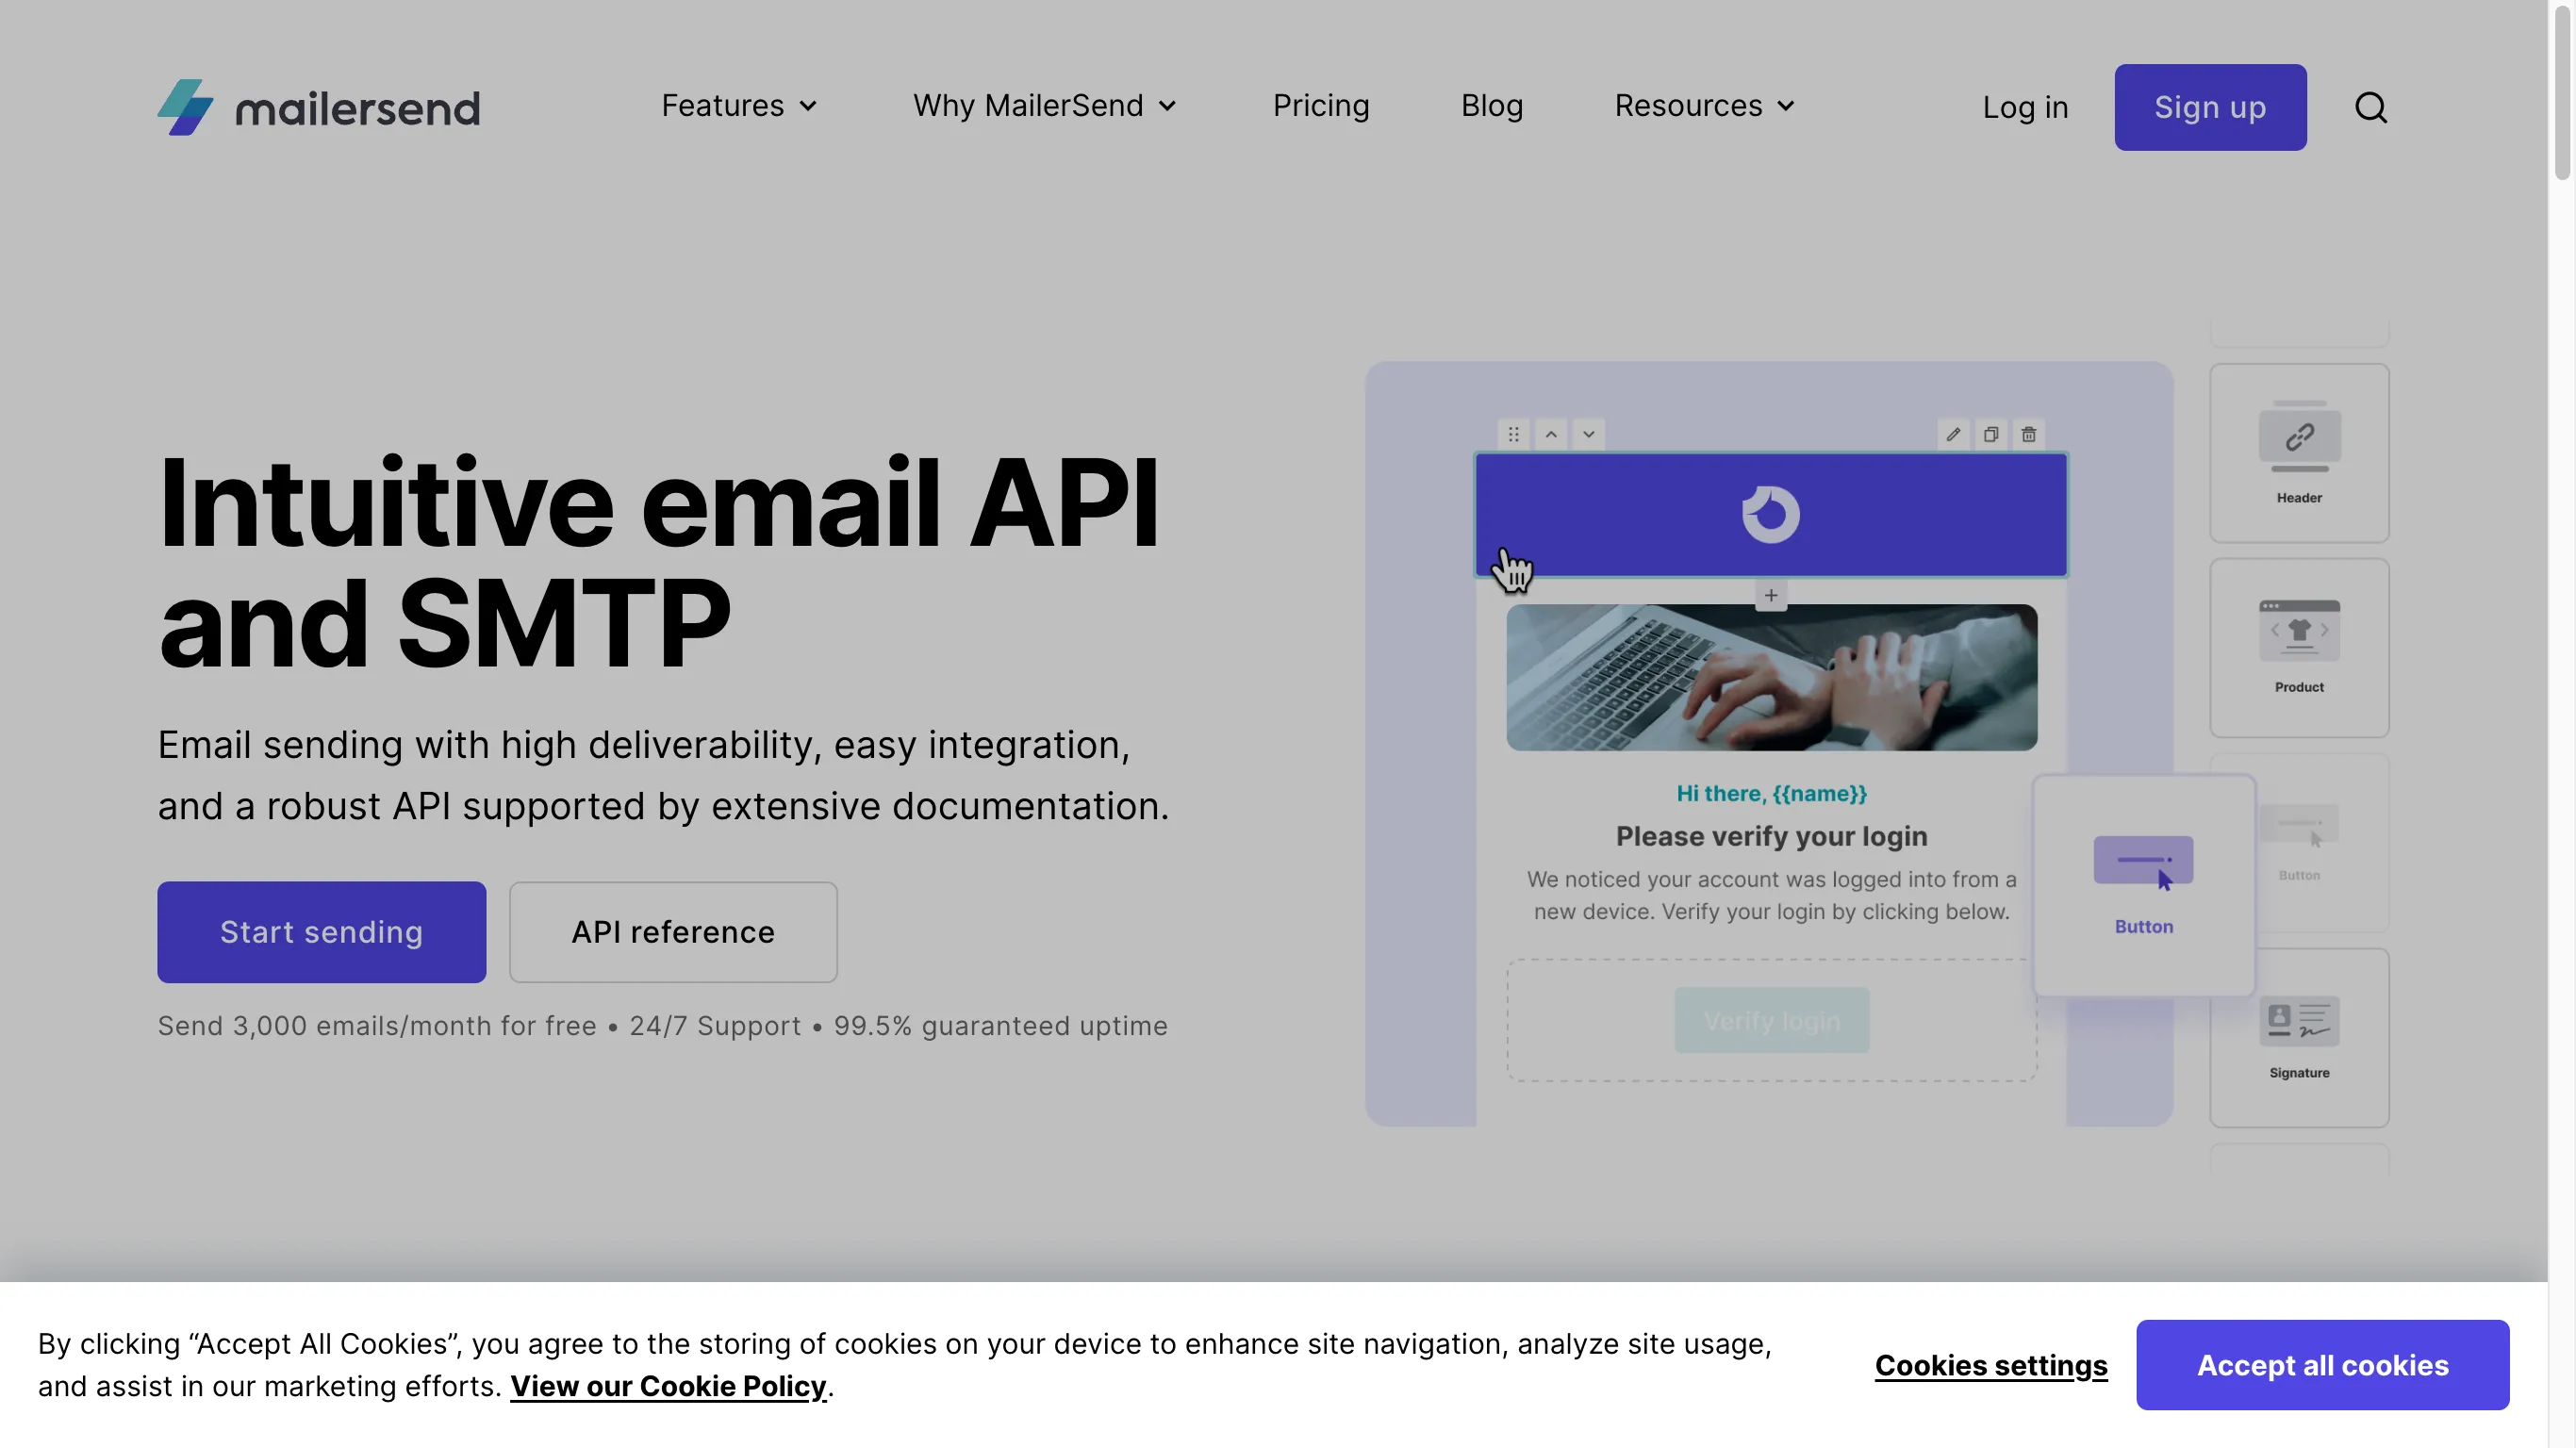 mailersend
Features
Why MailerSend
Pricing
Blog
Resources
Log in
Sign up
Intuitive email API
and SMTP
Email sending with high deliverability, easy integration,
and a robust API supported by extensive documentation.
Start sending
API reference
Send 3,000 emails/month for free • 24/7 Support • 99.5% guaranteed uptime
Hi there, {{name}}
Please verify your login
We noticed your account was logged into from a
new device. Verify your login by clicking below.
Verify login
Header
Product
Button
Button
Signature
By clicking “Accept All Cookies”, you agree to the storing of cookies on your device to enhance site navigation, analyze site usage,
and assist in our marketing efforts. View our Cookie Policy.
Cookies settings
Accept all cookies